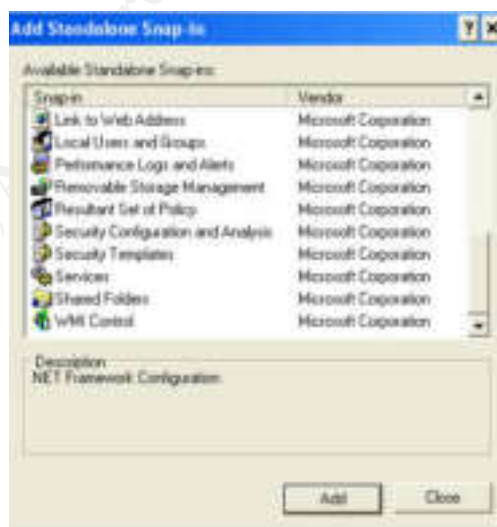 Add Standalone Snap-in
Available Standalone Snap-ins:
Snap-in Vendor
Link to Web Address Microsoft Corporation
Local Users and Groups Microsoft Corporation
Performance Logs and Alerts Microsoft Corporation
Removable Storage Management Microsoft Corporation
Resultant Set of Policy Microsoft Corporation
Security Configuration and Analysis Microsoft Corporation
Security Templates Microsoft Corporation
Services Microsoft Corporation
Shared Folders Microsoft Corporation
WMI Control Microsoft Corporation
Description
.NET Framework Configuration
Add Close